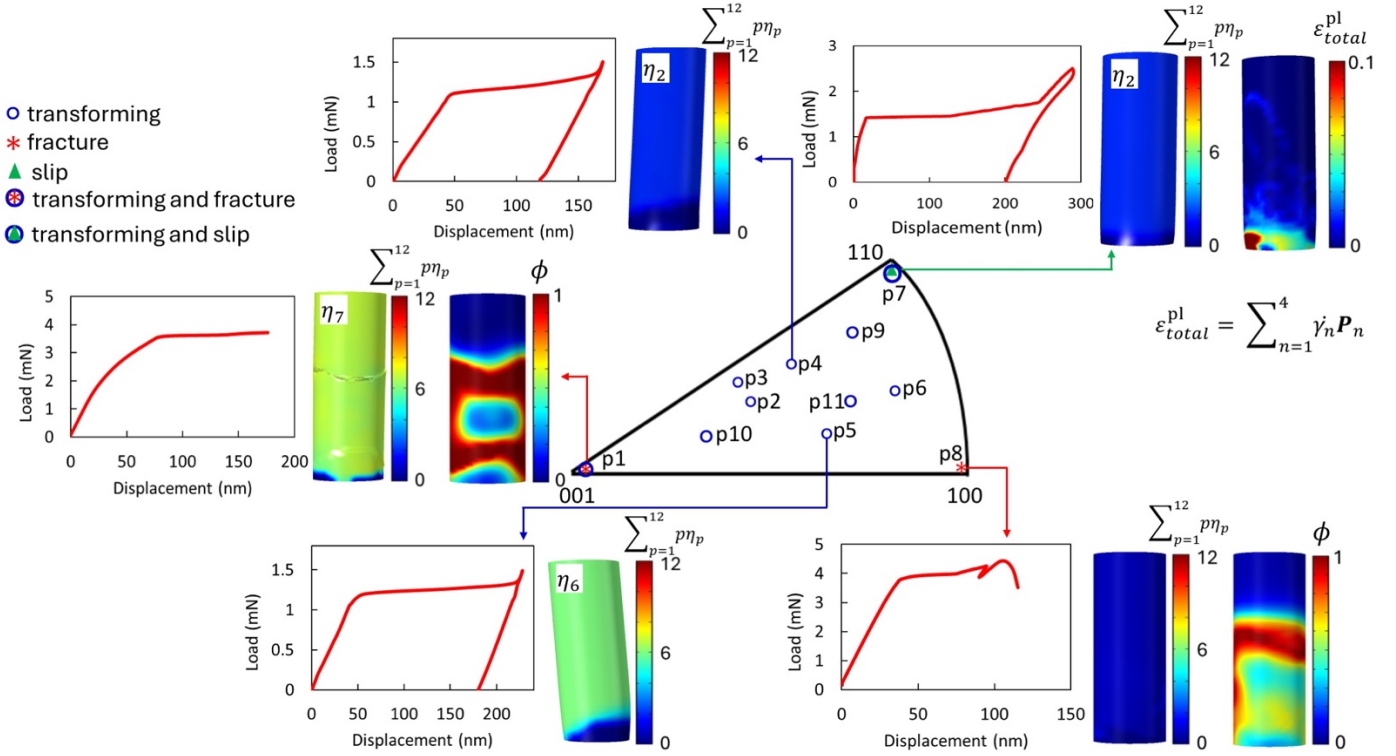 transforming
fracture
slip
transforming and fracture
transforming and slip
Load (mN)
1.5
1
0.5
0
0
50
100
150
Displacement (nm)
∑₍p=1₎¹² pη_p
η₂
12
6
0
Load (mN)
3
2
1
0
0
100
200
300
Displacement (nm)
∑₍p=1₎¹² pη_p
η₂
12
6
0
ε_total^pl
0.1
0
ε_total^pl = ∑₍n=1₎⁴ γ̇_n P_n
Load (mN)
5
4
3
2
1
0
0
50
100
150
200
Displacement (nm)
∑₍p=1₎¹² pη_p
η₇
12
6
0
ϕ
1
0
110
p7
p9
p4
p3
p2
p11
p6
p5
p10
p1
p8
001
100
Load (mN)
1.5
1
0.5
0
0
50
100
150
200
Displacement (nm)
∑₍p=1₎¹² pη_p
η₆
12
6
0
Load (mN)
5
4
3
2
1
0
0
50
100
150
Displacement (nm)
∑₍p=1₎¹² pη_p
12
6
0
ϕ
1
0